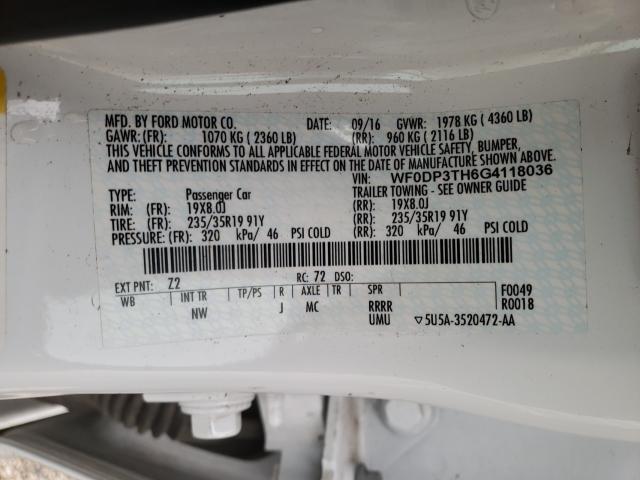 MFD. BY FORD MOTOR CO. DATE: 09/16 GVWR: 1978 KG ( 4360 LB)
GAWR: (FR): 1070 KG ( 2360 LB) (RR): 960 KG ( 2116 LB)
THIS VEHICLE CONFORMS TO ALL APPLICABLE FEDERAL MOTOR VEHICLE SAFETY, BUMPER,
AND THEFT PREVENTION STANDARDS IN EFFECT ON THE DATE OF MANUFACTURE SHOWN ABOVE.
VIN: WF0DP3TH6G4118036
TYPE: Passenger Car TRAILER TOWING - SEE OWNER GUIDE
RIM: (FR): 19X8.0J (RR): 19X8.0J
TIRE: (FR): 235/35R19 91Y (RR): 235/35R19 91Y
PRESSURE: (FR): 320 kPa/ 46 PSI COLD (RR): 320 kPa/ 46 PSI COLD
EXT PNT: Z2 RC: 72 DSO: F0049
WB INT TR TP/PS R AXLE TR SPR R0018
NW J MC RRRR
UMU ▽5U5A-3520472-AA